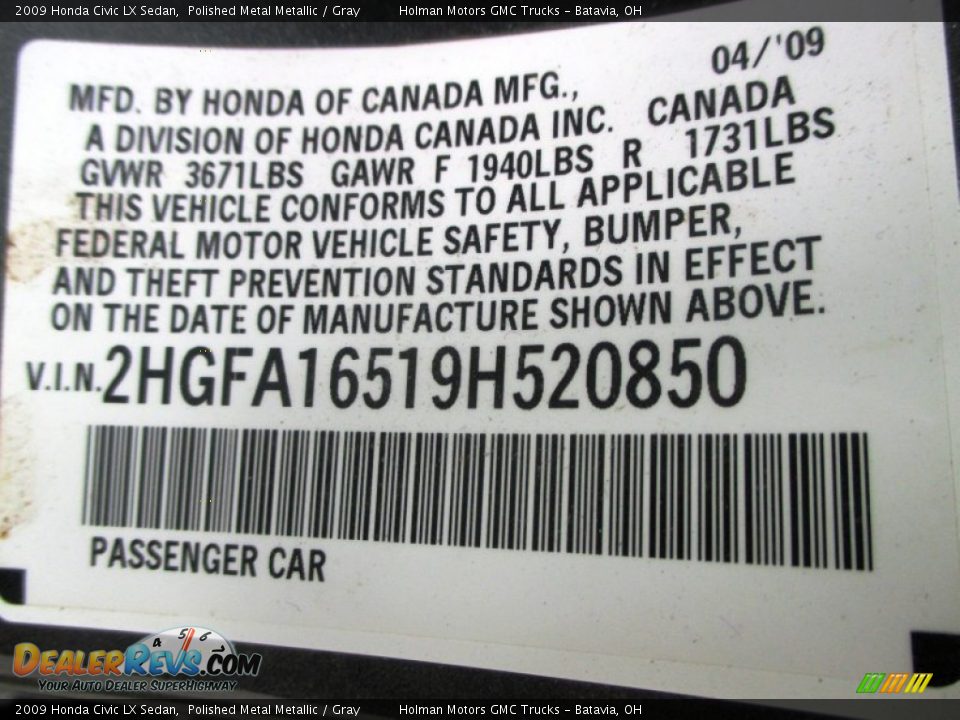 2009 Honda Civic LX Sedan, Polished Metal Metallic / Gray Holman Motors GMC Trucks - Batavia, OH
04/'09
MFD. BY HONDA OF CANADA MFG.,
A DIVISION OF HONDA CANADA INC. CANADA
GVWR 3671LBS GAWR F 1940LBS R 1731LBS
THIS VEHICLE CONFORMS TO ALL APPLICABLE
FEDERAL MOTOR VEHICLE SAFETY, BUMPER,
AND THEFT PREVENTION STANDARDS IN EFFECT
ON THE DATE OF MANUFACTURE SHOWN ABOVE.
V.I.N. 2HGFA16519H520850
PASSENGER CAR
4 5 6 7
DEALERREVS.COM
YOUR AUTO DEALER SUPERHIGHWAY
2009 Honda Civic LX Sedan, Polished Metal Metallic / Gray Holman Motors GMC Trucks - Batavia, OH